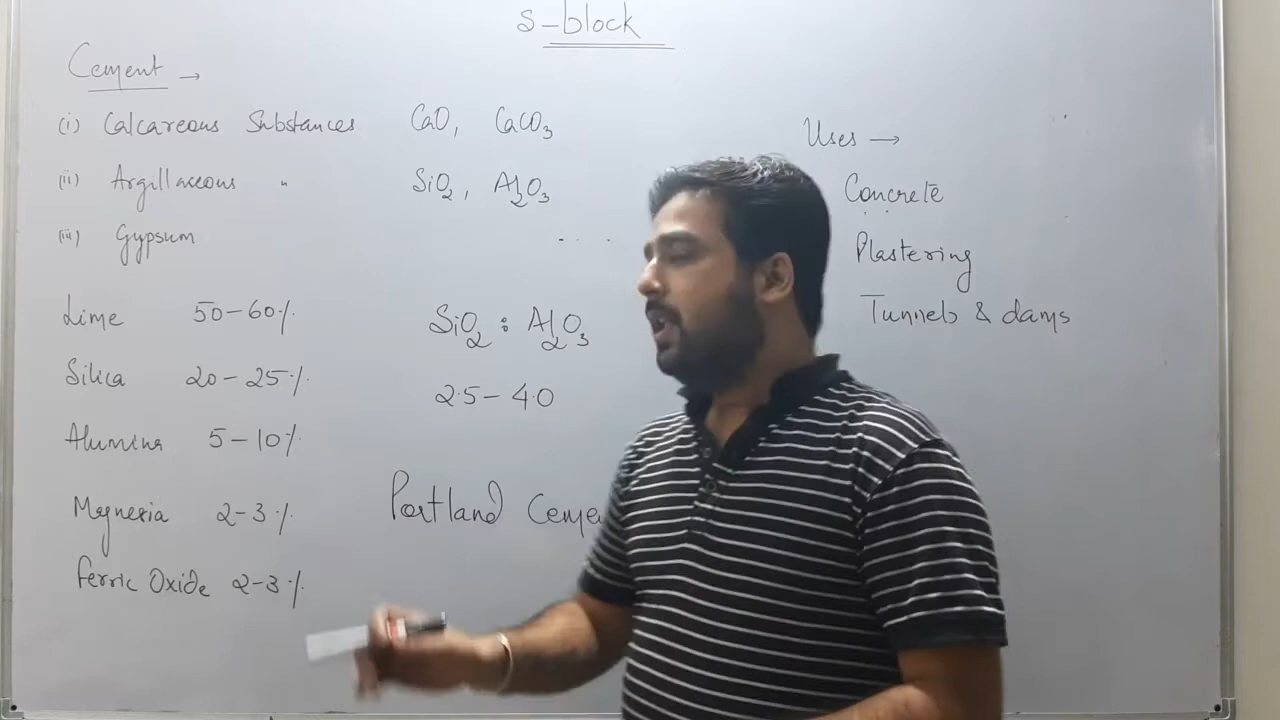 s-block
Cement →
(i) Calcareous Substances CaO, CaCO3
(ii) Argillaceous " SiO2, Al2O3
(iii) Gypsum
Lime 50-60%
Silica 20-25%
Alumina 5-10%
Magnesia 2-3%
Ferric Oxide 2-3%
SiO2 : Al2O3
2.5-4.0
Portland
Uses →
Concrete
Plastering
Tunnels & dams